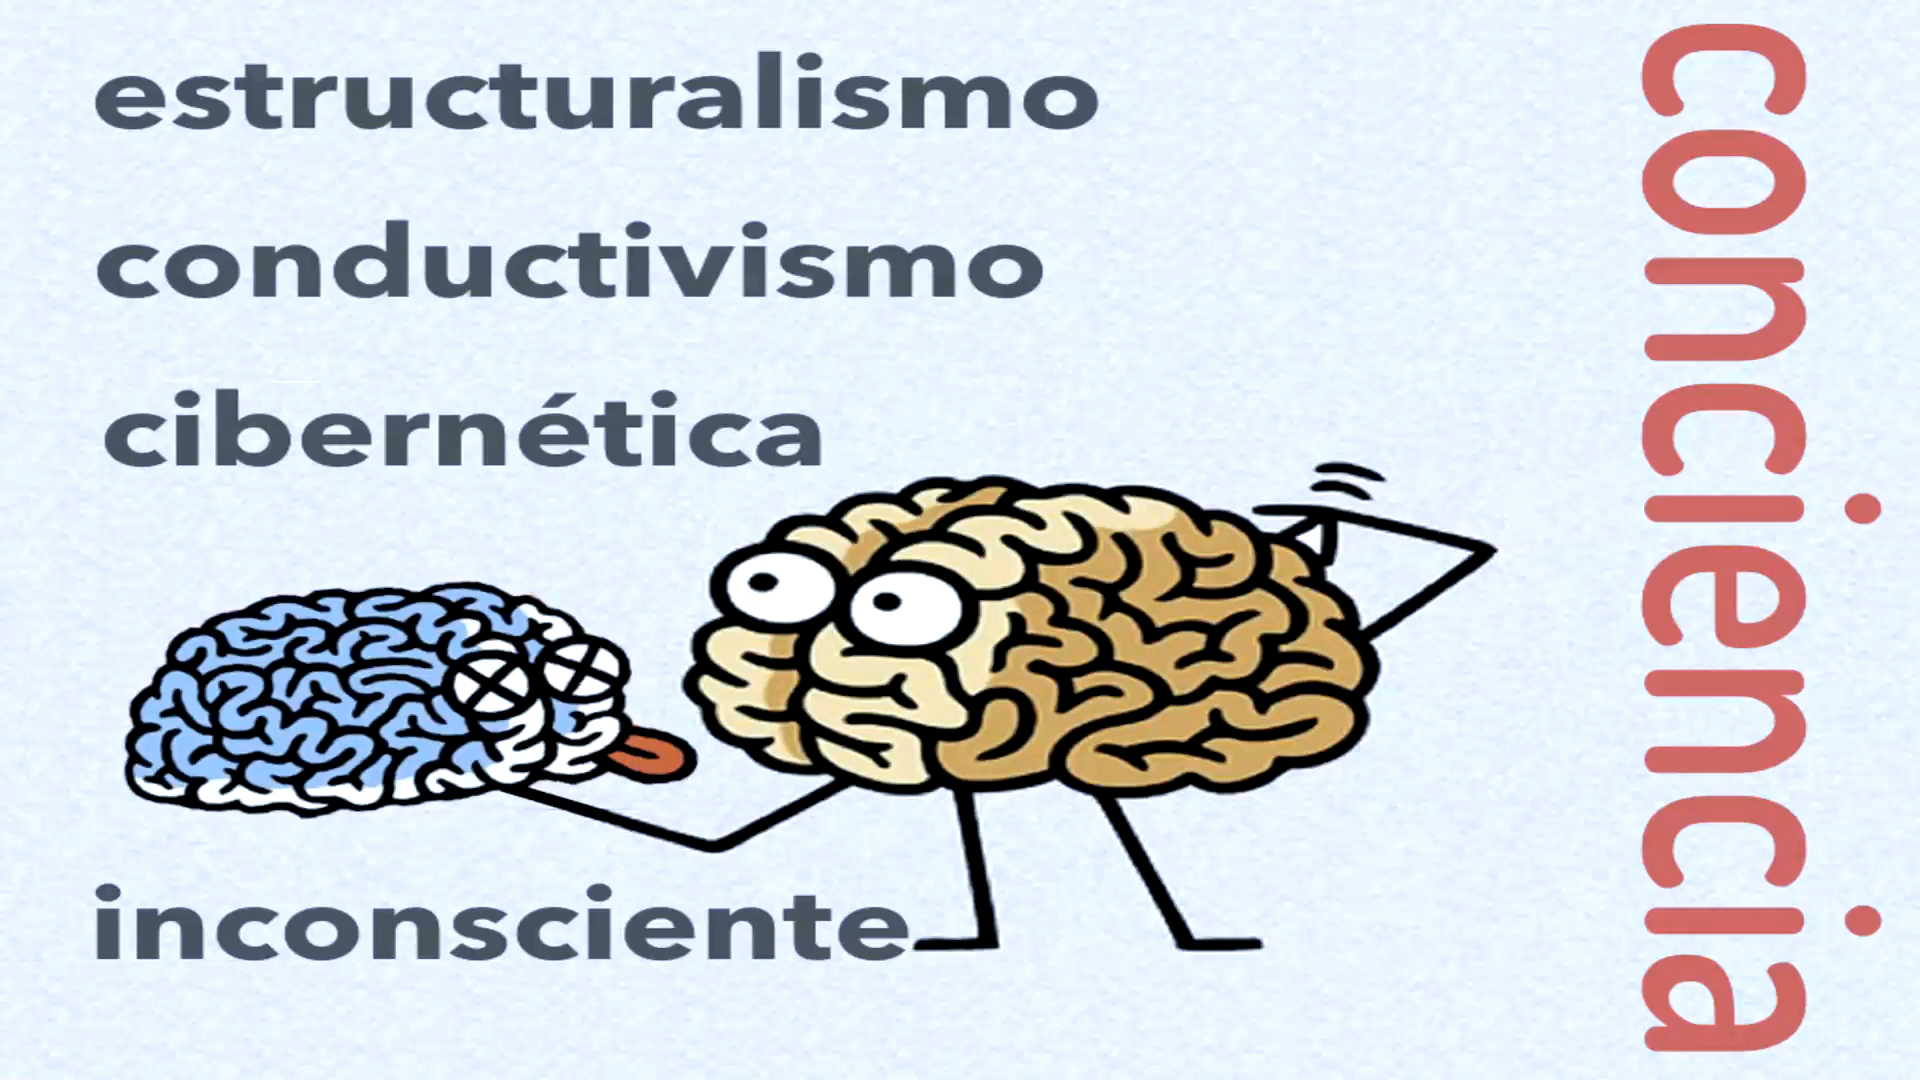 estructuralismo
conductivismo
cibernética
inconsciente
conciencia